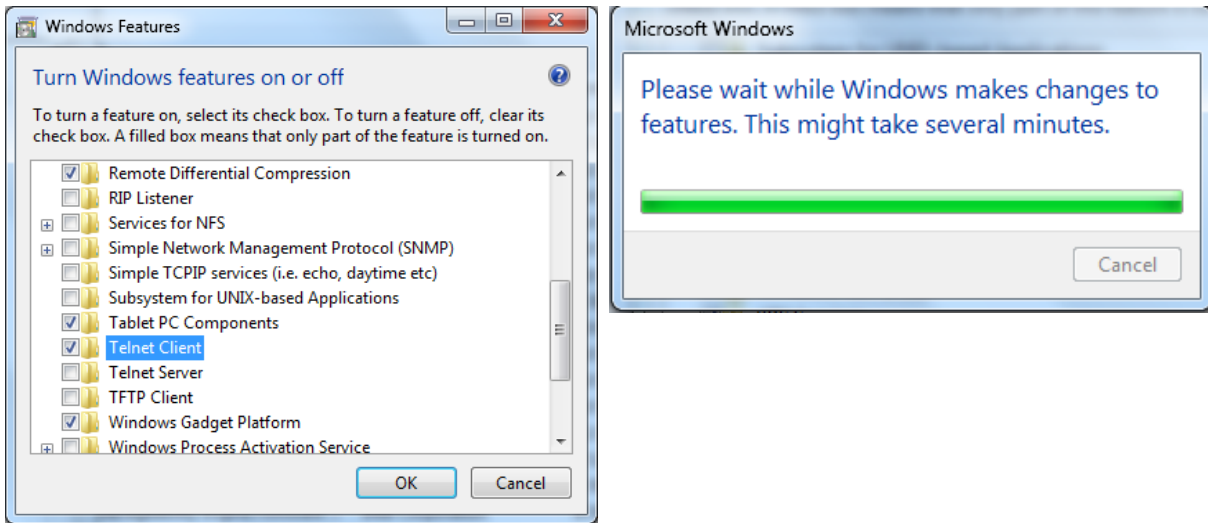 Windows Features
Turn Windows features on or off
To turn a feature on, select its check box. To turn a feature off, clear its
check box. A filled box means that only part of the feature is turned on.
Remote Differential Compression
RIP Listener
Services for NFS
Simple Network Management Protocol (SNMP)
Simple TCPIP services (i.e. echo, daytime etc)
Subsystem for UNIX-based Applications
Tablet PC Components
Telnet Client
Telnet Server
TFTP Client
Windows Gadget Platform
Windows Process Activation Service
OK
Cancel
Microsoft Windows
Please wait while Windows makes changes to
features. This might take several minutes.
Cancel